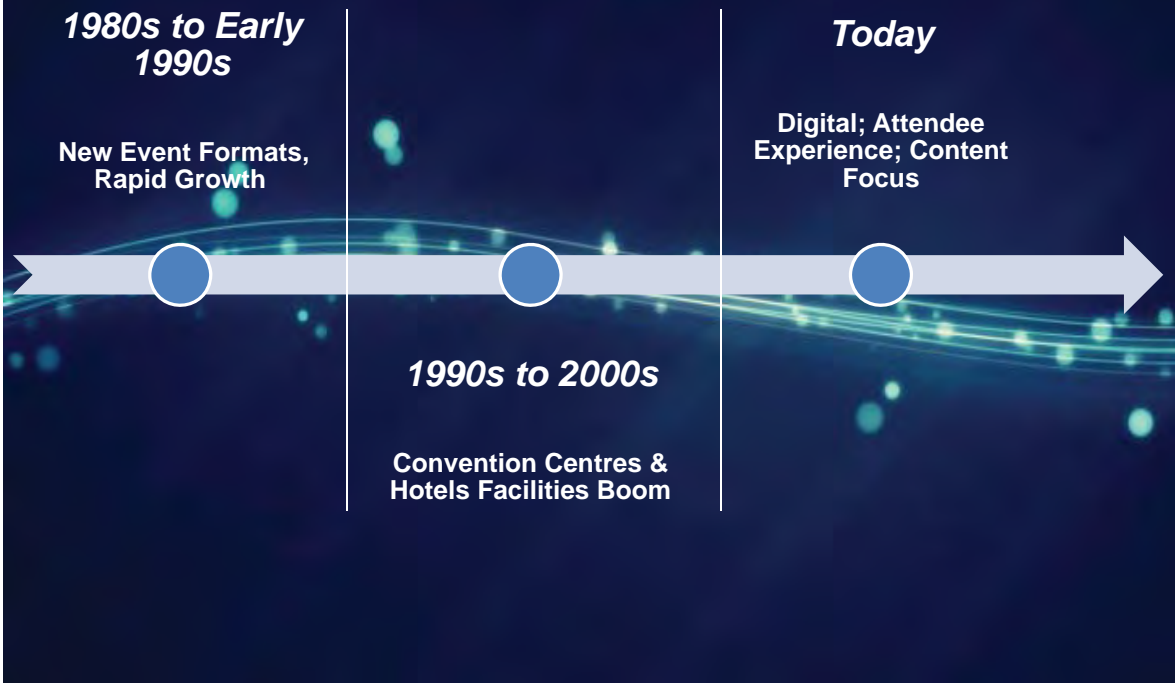 1980s to Early
1990s
New Event Formats,
Rapid Growth
1990s to 2000s
Convention Centres &
Hotels Facilities Boom
Today
Digital; Attendee
Experience; Content
Focus